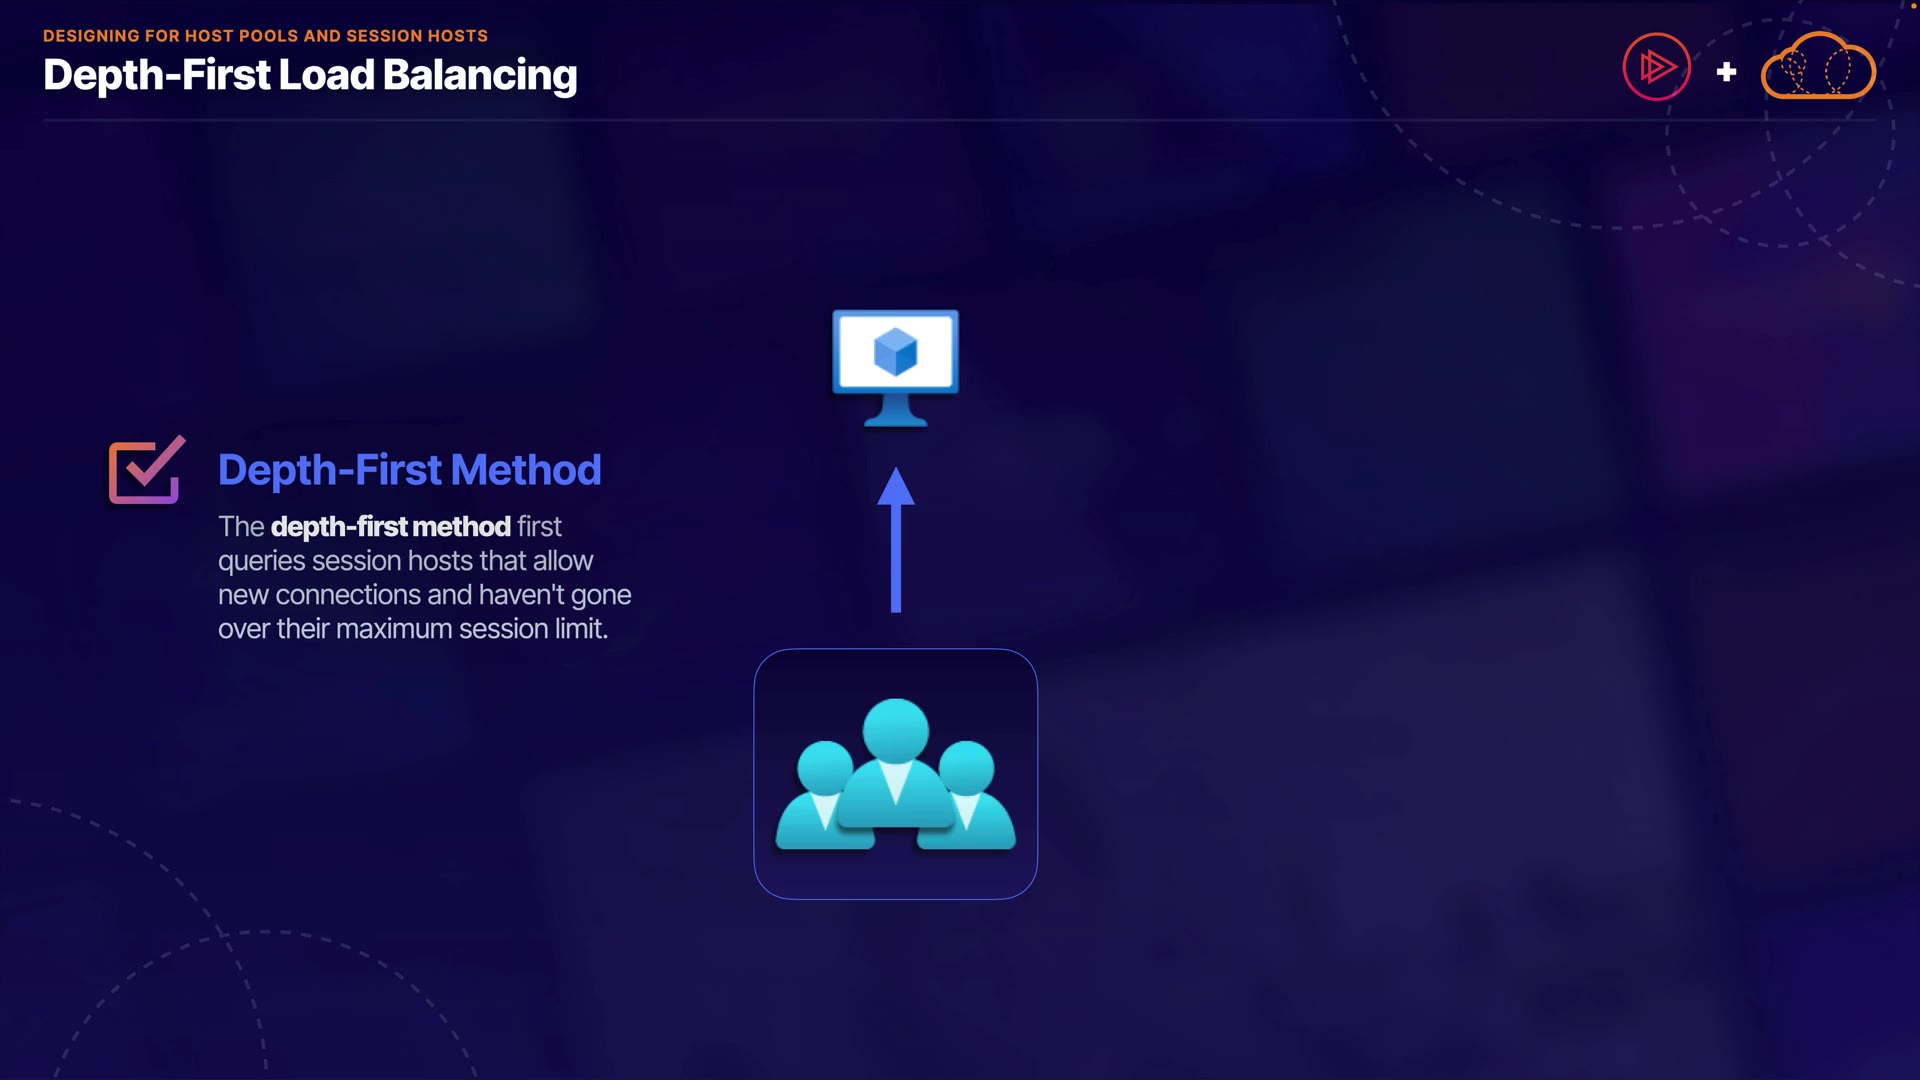 DESIGNING FOR HOST POOLS AND SESSION HOSTS
Depth-First Load Balancing
Depth-First Method
The depth-first method first
queries session hosts that allow
new connections and haven't gone
over their maximum session limit.